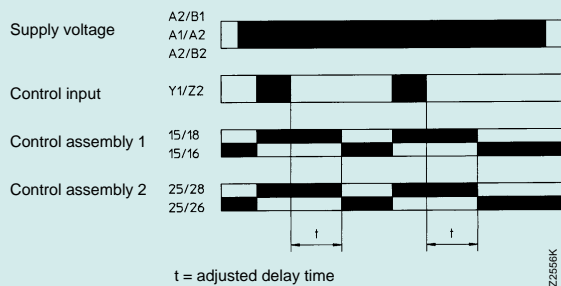 A2/B1
Supply voltage A1/A2
A2/B2
Control input Y1/Z2
Control assembly 1 15/18
15/16
Control assembly 2 25/28
25/26
t t
t = adjusted delay time
Z2556K